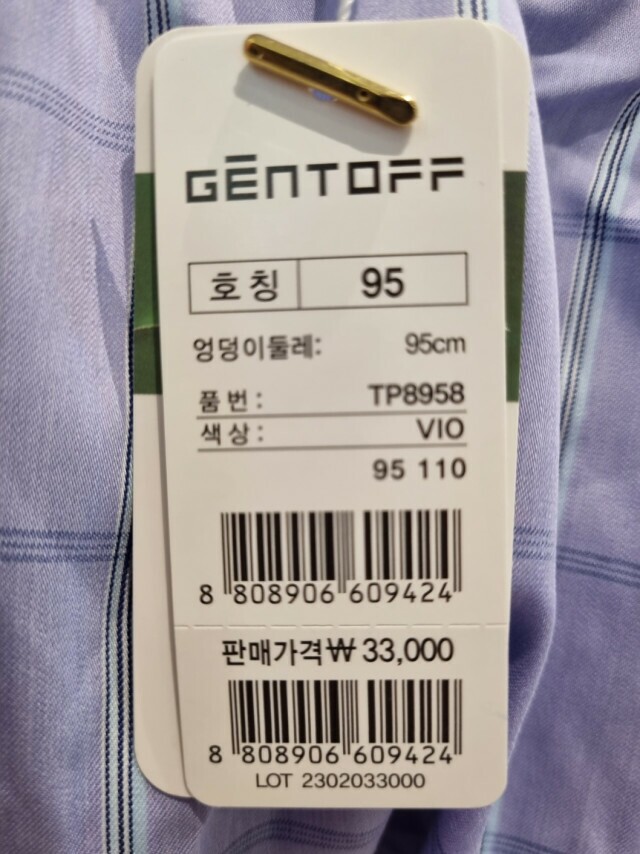 GENTOFF
호칭 95
엉덩이둘레: 95cm
품번: TP8958
색상: VIO
95 110
8 808906 609424
판매가격₩ 33,000
8 808906 609424
LOT 2302033000